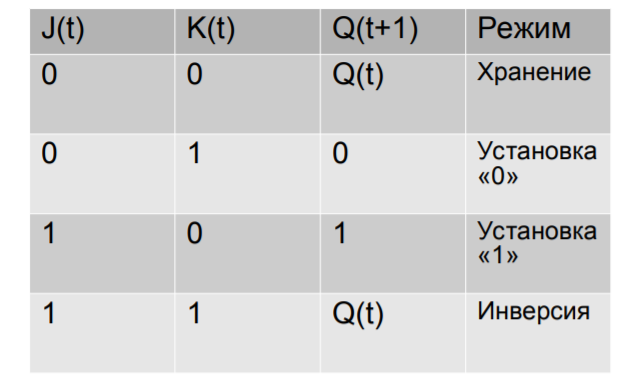 J(t) K(t) Q(t+1) Режим
0 0 Q(t) Хранение
0 1 0 Установка
«0»
1 0 1 Установка
«1»
1 1 Q(t) Инверсия